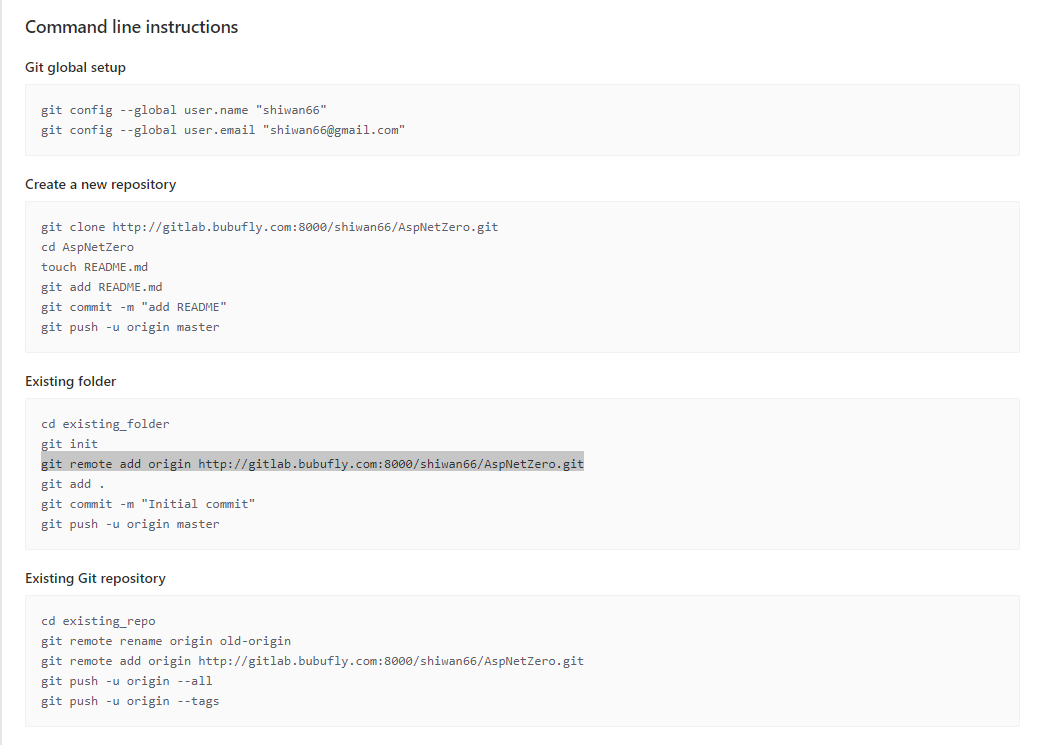 Command line instructions
Git global setup
git config --global user.name "shiwan66"
git config --global user.email "shiwan66@gmail.com"
Create a new repository
git clone http://gitlab.bubufly.com:8000/shiwan66/AspNetZero.git
cd AspNetZero
touch README.md
git add README.md
git commit -m "add README"
git push -u origin master
Existing folder
cd existing_folder
git init
git remote add origin http://gitlab.bubufly.com:8000/shiwan66/AspNetZero.git
git add .
git commit -m "Initial commit"
git push -u origin master
Existing Git repository
cd existing_repo
git remote rename origin old-origin
git remote add origin http://gitlab.bubufly.com:8000/shiwan66/AspNetZero.git
git push -u origin --all
git push -u origin --tags